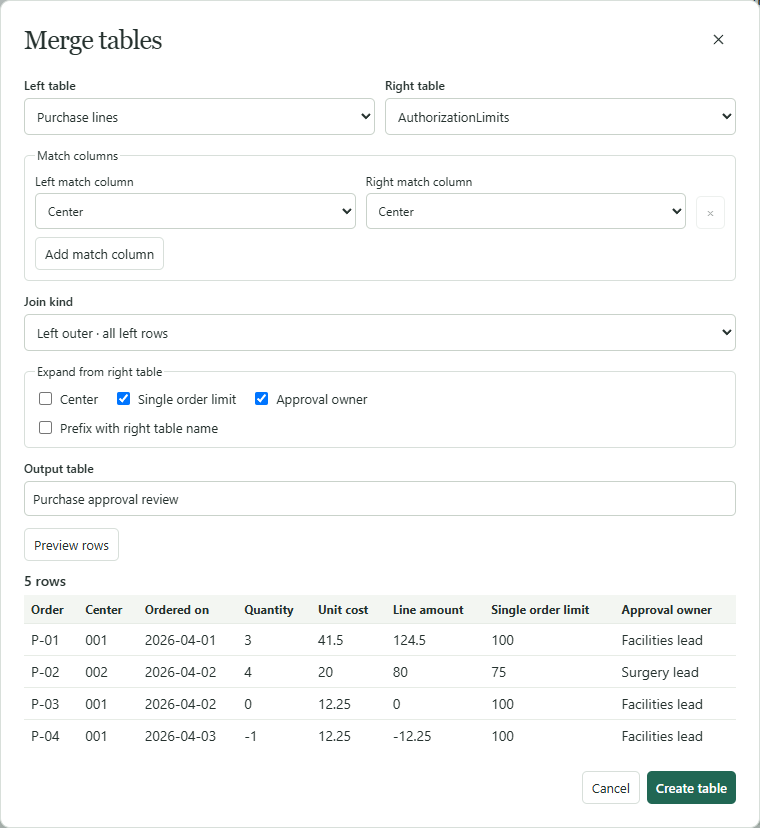 Merge tables
×
Left table
Right table
Purchase lines
AuthorizationLimits
Match columns
Left match column
Right match column
Center
Center
×
Add match column
Join kind
Left outer · all left rows
Expand from right table
Center
Single order limit
Approval owner
Prefix with right table name
Output table
Purchase approval review
Preview rows
5 rows
Order Center Ordered on Quantity Unit cost Line amount Single order limit Approval owner
P-01 001 2026-04-01 3 41.5 124.5 100 Facilities lead
P-02 002 2026-04-02 4 20 80 75 Surgery lead
P-03 001 2026-04-02 0 12.25 0 100 Facilities lead
P-04 001 2026-04-03 -1 12.25 -12.25 100 Facilities lead
Cancel
Create table